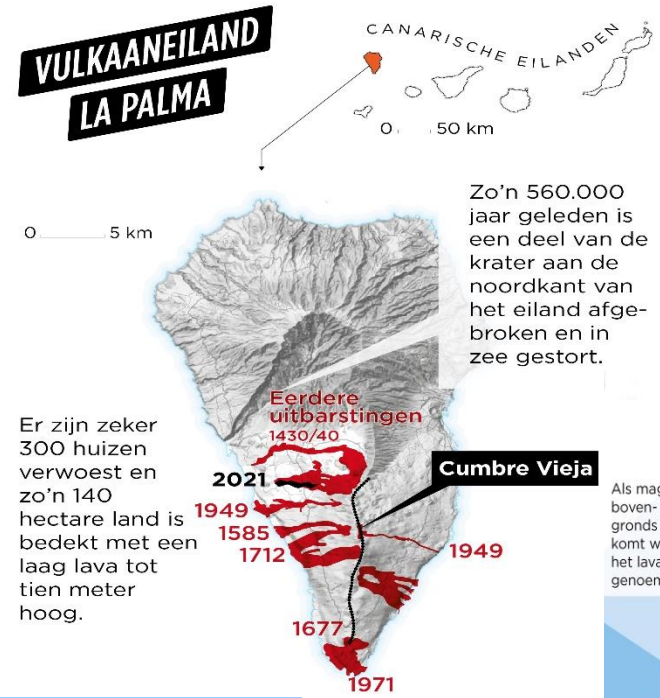 VULKAANEILAND
LA PALMA
CANARISCHE EILANDEN
0 50 km
0 5 km
Zo'n 560.000
jaar geleden is
een deel van de
krater aan de
noordkant van
het eiland afge-
broken en in
zee gestort.
Eerdere
uitbarstingen
1430/40
Er zijn zeker
300 huizen
verwoest en
zo'n 140
hectare land is
bedekt met een
laag lava tot
tien meter
hoog.
2021
Cumbre Vieja
1949
1585
1712
1949
1677
1971
Als mag
boven-
gronds
komt w
het lava
genoem